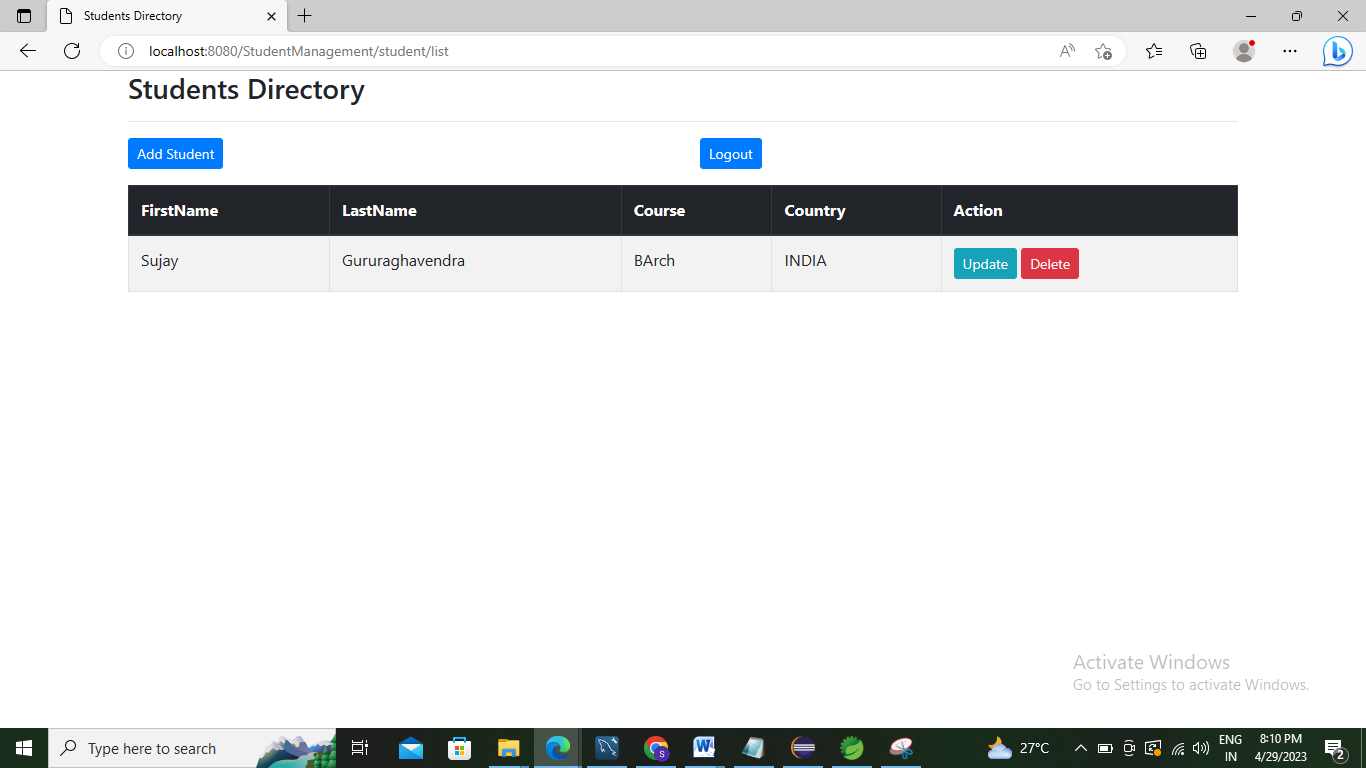 Students Directory
localhost:8080/StudentManagement/student/list
Students Directory
Add Student Logout
FirstName LastName Course Country Action
Sujay Gururaghavendra BArch INDIA Update Delete
Activate Windows
Go to Settings to activate Windows.
Type here to search 27°C ENG 8:10 PM
IN 4/29/2023 2